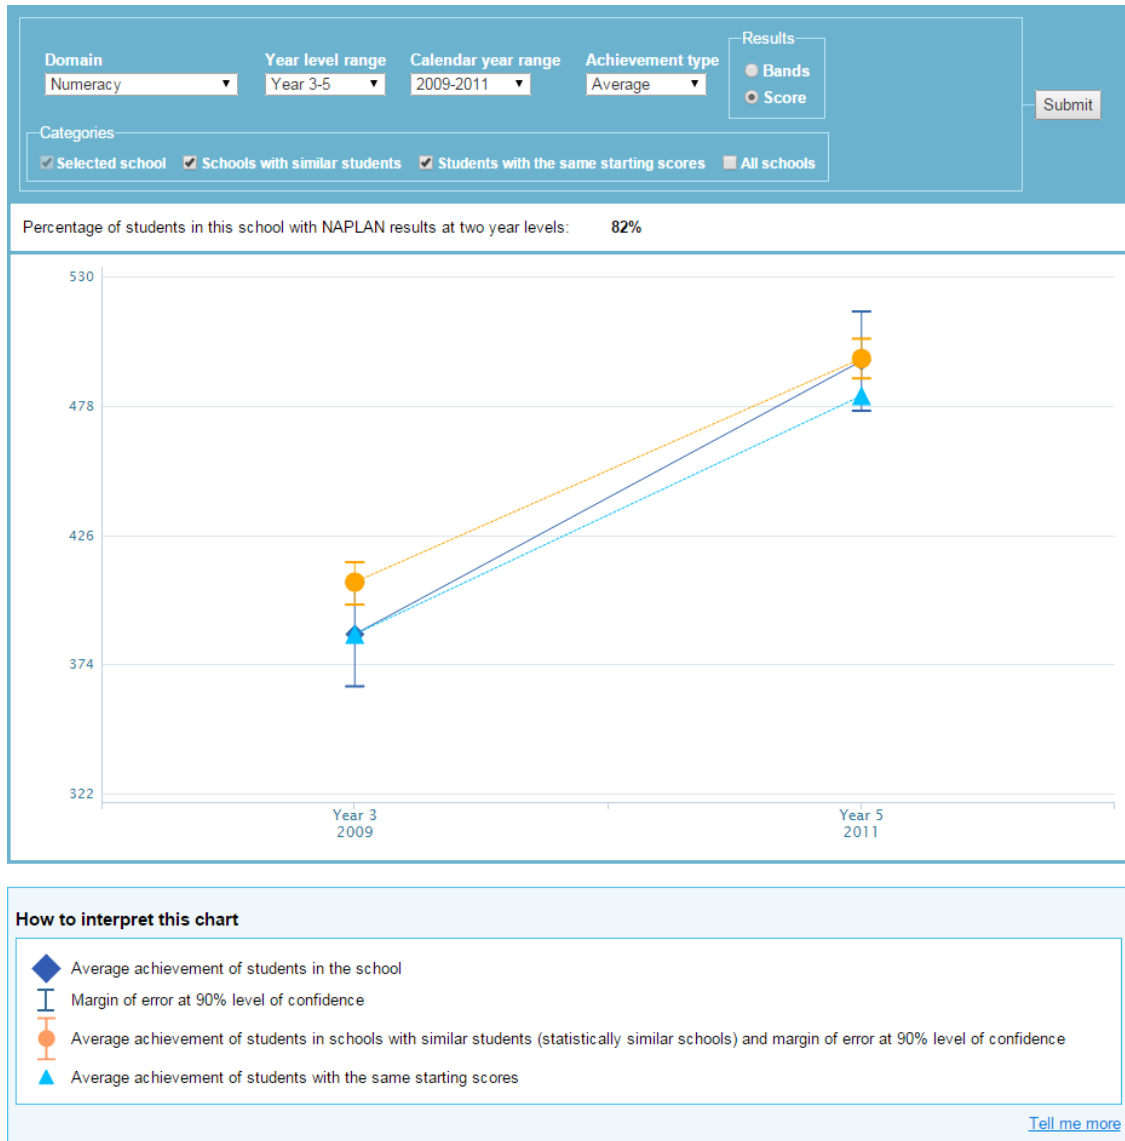 Results
Domain
Year level range
Calendar year range
Achievement type
Numeracy
Year 3-5
2009-2011
Average
Bands
Score
Submit
Categories
Selected school
Schools with similar students
Students with the same starting scores
All schools
Percentage of students in this school with NAPLAN results at two year levels: 82%
530
478
426
374
322
Year 3
2009
Year 5
2011
How to interpret this chart
Average achievement of students in the school
Margin of error at 90% level of confidence
Average achievement of students in schools with similar students (statistically similar schools) and margin of error at 90% level of confidence
Average achievement of students with the same starting scores
Tell me more